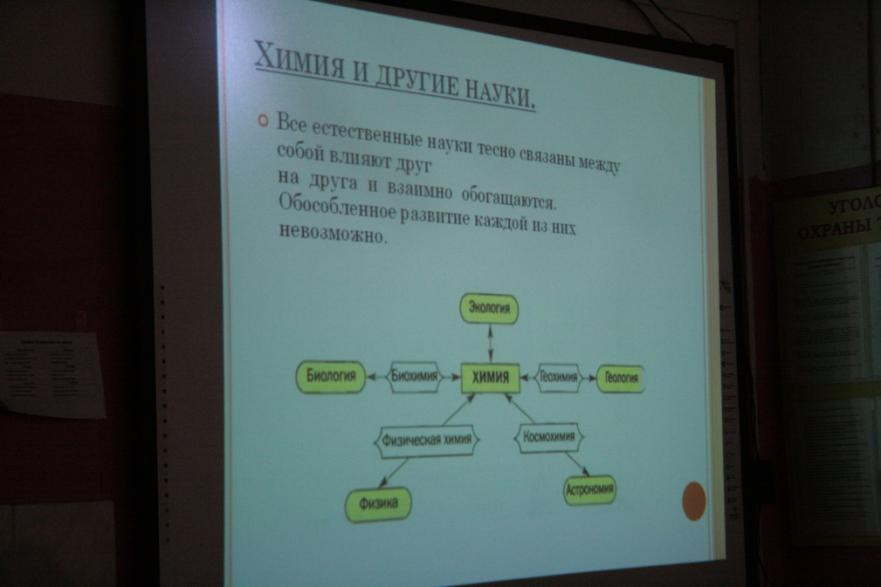 Химия и другие науки.
Все естественные науки тесно связаны между
собой влияют друг
на друга и взаимно обогащаются.
Обособленное развитие каждой из них
невозможно.
Экология
Биология
Биохимия
ХИМИЯ
Геохимия
Геология
Физическая химия
Космохимия
Физика
Астрономия
УГОЛО
ОХРАНЫ Т